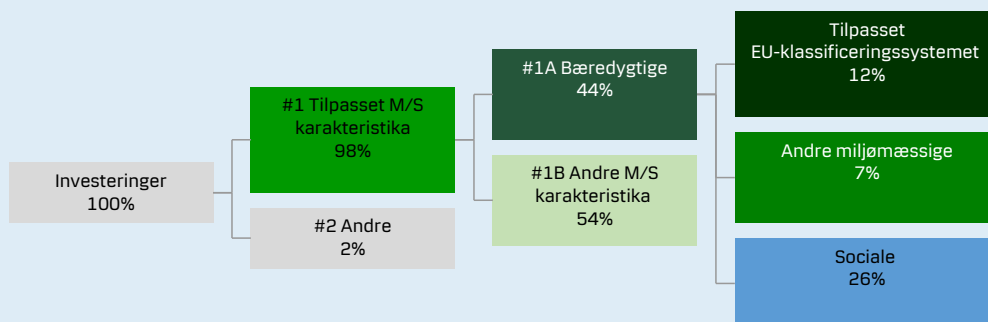 Investeringer
100%
#1 Tilpasset M/S
karakteristika
98%
#2 Andre
2%
#1A Bæredygtige
44%
#1B Andre M/S
karakteristika
54%
Tilpasset
EU-klassificeringssystemet
12%
Andre miljømæssige
7%
Sociale
26%